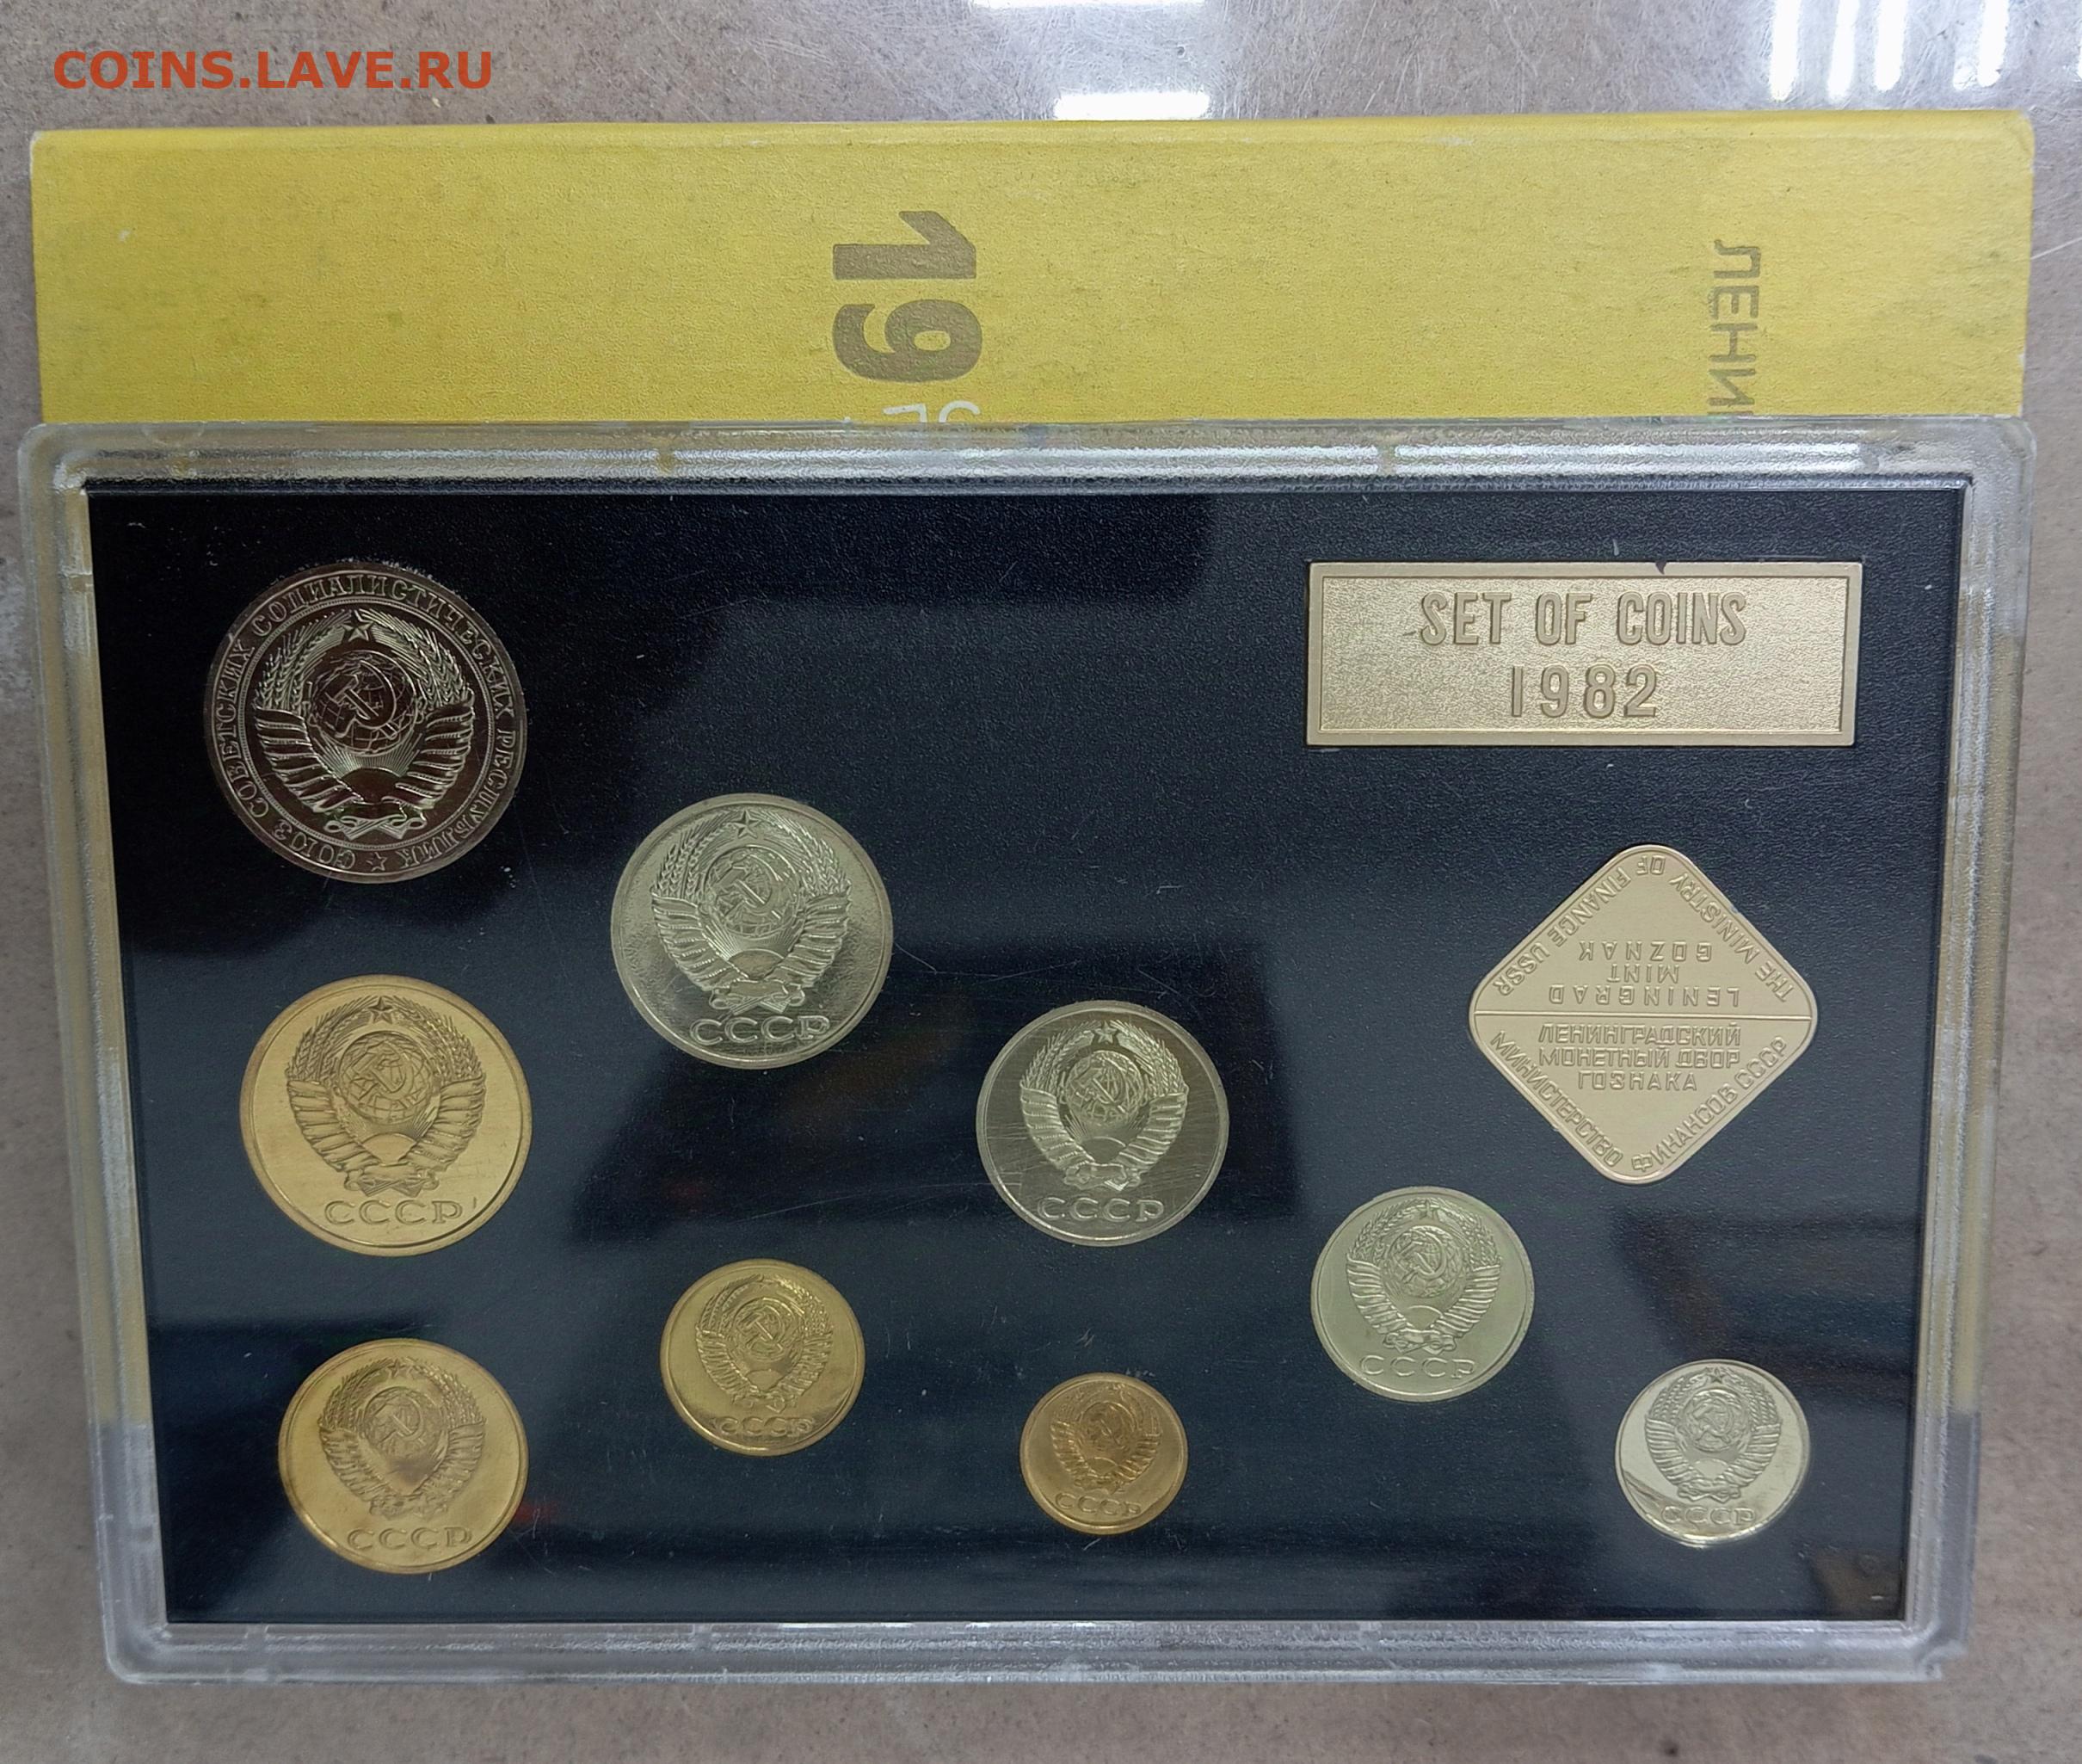 COINS.LAVE.RU
19
ЛЕНИН
SET OF COINS
1982
СОЮЗ СОВЕТСКИХ СОЦИАЛИСТИЧЕСКИХ РЕСПУБЛИК
СССР
СССР
СССР
СССР
СССР
СССР
СССР
СССР
THE MINISTRY OF FINANCE USSR
LENINGRAD
MINT
GOZNAK
ЛЕНИНГРАДСКИЙ
МОНЕТНЫЙ ДВОР
ГОЗНАКА
МИНИСТЕРСТВО ФИНАНСОВ СССР